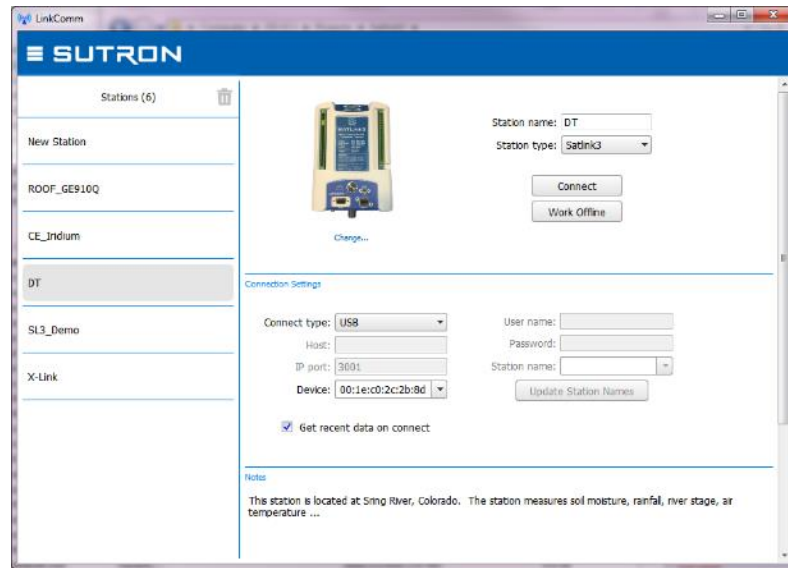 LinkComm
SUTRON
Stations (6)
New Station
ROOF_GE910Q
CE_Iridium
DT
SL3_Demo
X-Link
Change...
Station name: DT
Station type: Satlink3
Connect
Work Offline
Connection Settings
Connect type: USB
Host:
IP port: 3001
Device: 00:1e:c0:2c:2b:8d
Get recent data on connect
User name:
Password:
Station name:
Update Station Names
Notes
This station is located at Sring River, Colorado. The station measures soil moisture, rainfall, river stage, air
temperature ...